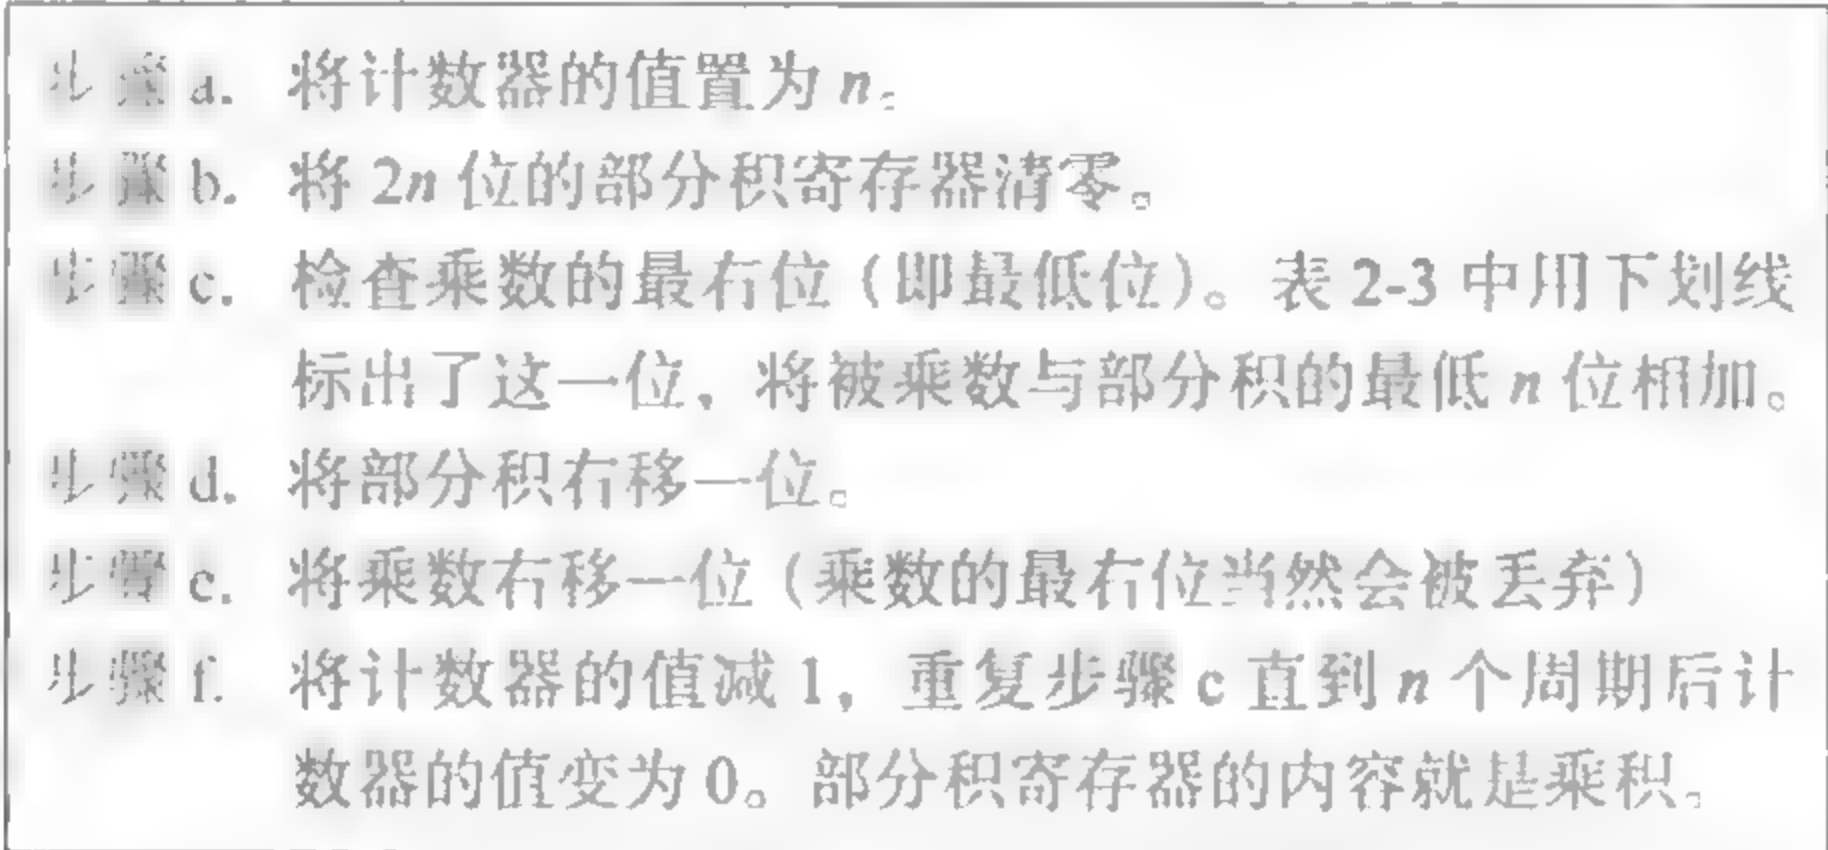 步骤 a. 将计数器的值置为 n。
步骤 b. 将 2n 位的部分积寄存器清零。
步骤 c. 检查乘数的最右位（即最低位）。表 2-3 中用下划线
标出了这一位，将被乘数与部分积的最低 n 位相加。
步骤 d. 将部分积右移一位。
步骤 e. 将乘数右移一位（乘数的最右位当然会被丢弃）
步骤 f. 将计数器的值减 1，重复步骤 c 直到 n 个周期后计
数器的值变为 0。部分积寄存器的内容就是乘积。